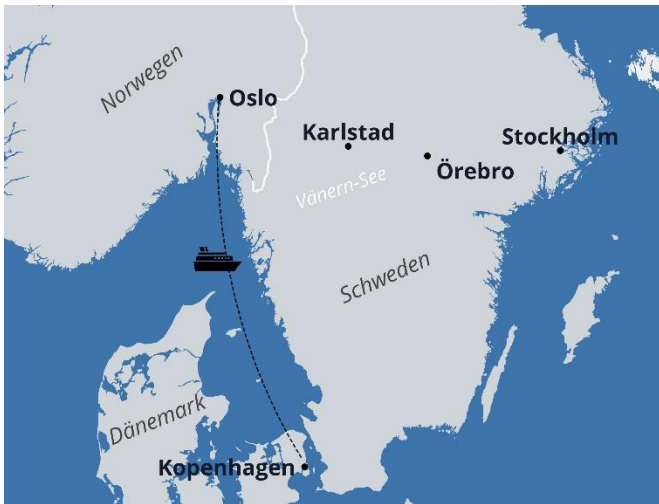 Norwegen
Oslo
Karlstad
Stockholm
Örebro
Vänern-See
Schweden
Dänemark
Kopenhagen